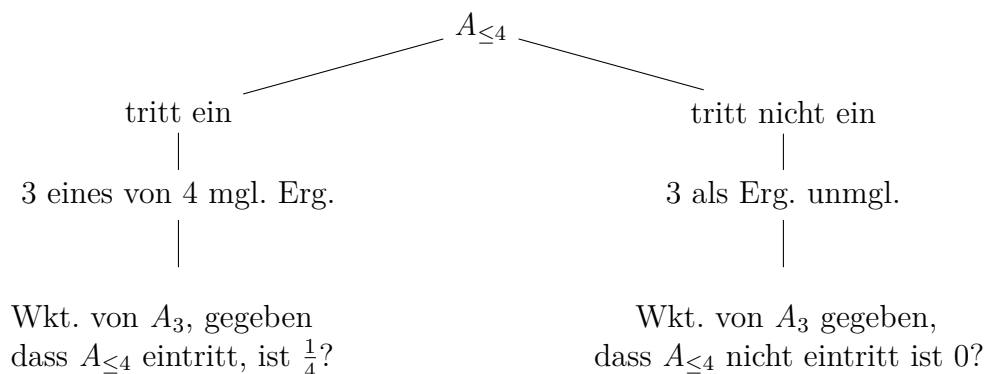 A≤4
tritt ein
tritt nicht ein
3 eines von 4 mgl. Erg.
3 als Erg. unmgl.
Wkt. von A3, gegeben
dass A≤4 eintritt, ist 1/4?
Wkt. von A3 gegeben,
dass A≤4 nicht eintritt ist 0?